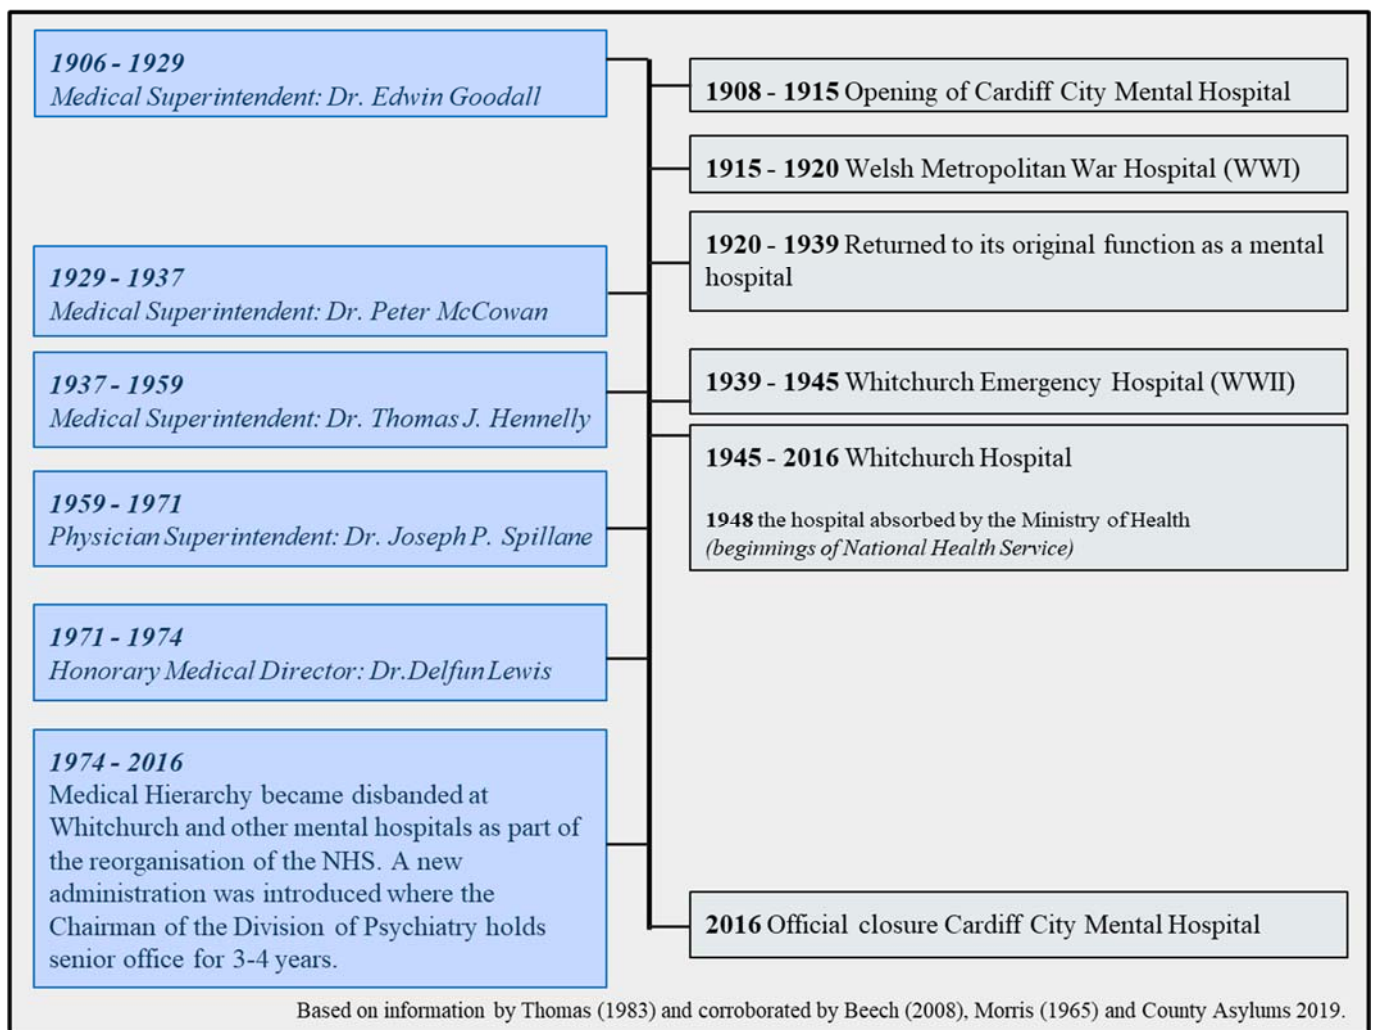 1906 - 1929
Medical Superintendent: Dr. Edwin Goodall
1929 - 1937
Medical Superintendent: Dr. Peter McCowan
1937 - 1959
Medical Superintendent: Dr. Thomas J. Hennelly
1959 - 1971
Physician Superintendent: Dr. Joseph P. Spillane
1971 - 1974
Honorary Medical Director: Dr.Delfun Lewis
1974 - 2016
Medical Hierarchy became disbanded at
Whitchurch and other mental hospitals as part of
the reorganisation of the NHS. A new
administration was introduced where the
Chairman of the Division of Psychiatry holds
senior office for 3-4 years.
1908 - 1915 Opening of Cardiff City Mental Hospital
1915 - 1920 Welsh Metropolitan War Hospital (WWI)
1920 - 1939 Returned to its original function as a mental
hospital
1939 - 1945 Whitchurch Emergency Hospital (WWII)
1945 - 2016 Whitchurch Hospital
1948 the hospital absorbed by the Ministry of Health
(beginnings of National Health Service)
2016 Official closure Cardiff City Mental Hospital
Based on information by Thomas (1983) and corroborated by Beech (2008), Morris (1965) and County Asylums 2019.